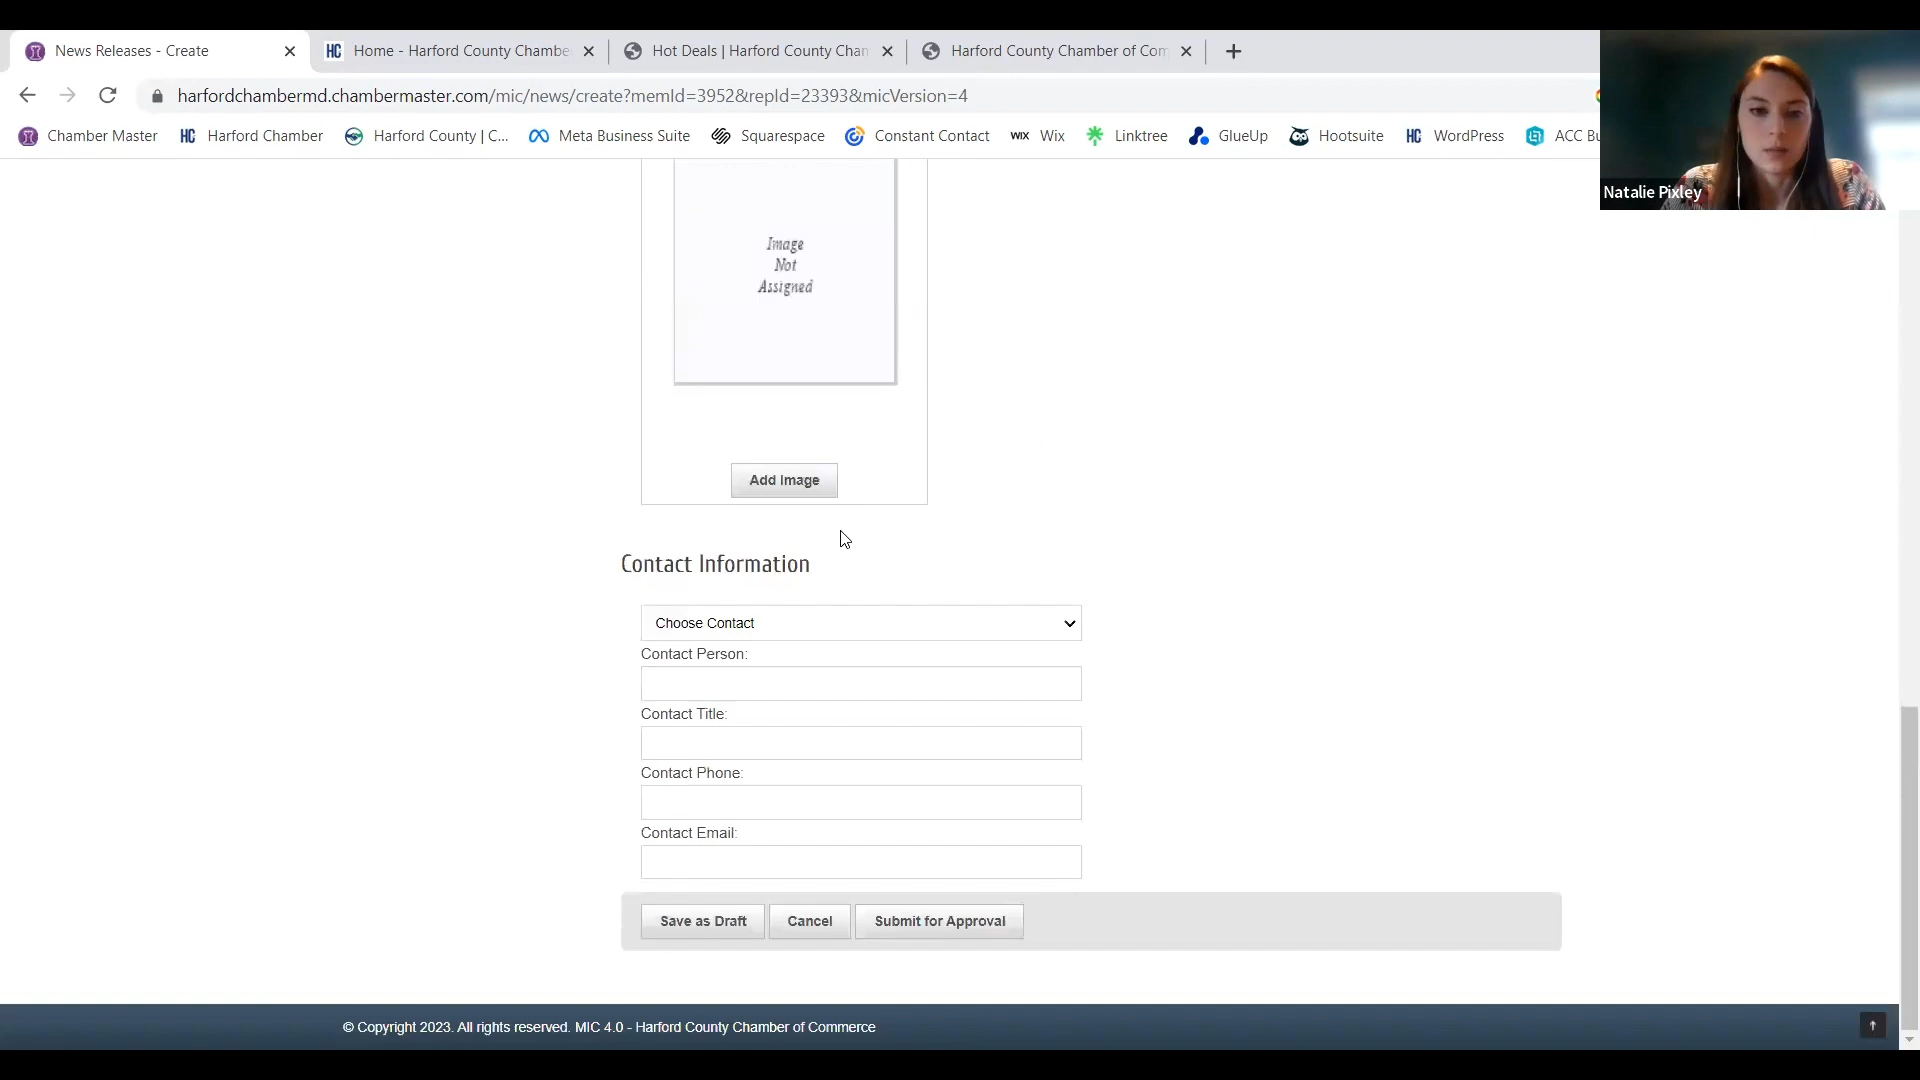 News Releases - Create
Home - Harford County Chambe
Hot Deals | Harford County Chan
Harford County Chamber of Com
harfordchambermd.chambermaster.com/mic/news/create?memId=3952&repId=23393&micVersion=4
Chamber Master
HC Harford Chamber
Harford County | C...
Meta Business Suite
Squarespace
Constant Contact
WIX Wix
Linktree
GlueUp
Hootsuite
HC WordPress
ACC Bu
Natalie Pixley
Image
Not
Assigned
Add Image
Contact Information
Choose Contact
Contact Person:
Contact Title:
Contact Phone:
Contact Email:
Save as Draft
Cancel
Submit for Approval
© Copyright 2023. All rights reserved. MIC 4.0 - Harford County Chamber of Commerce